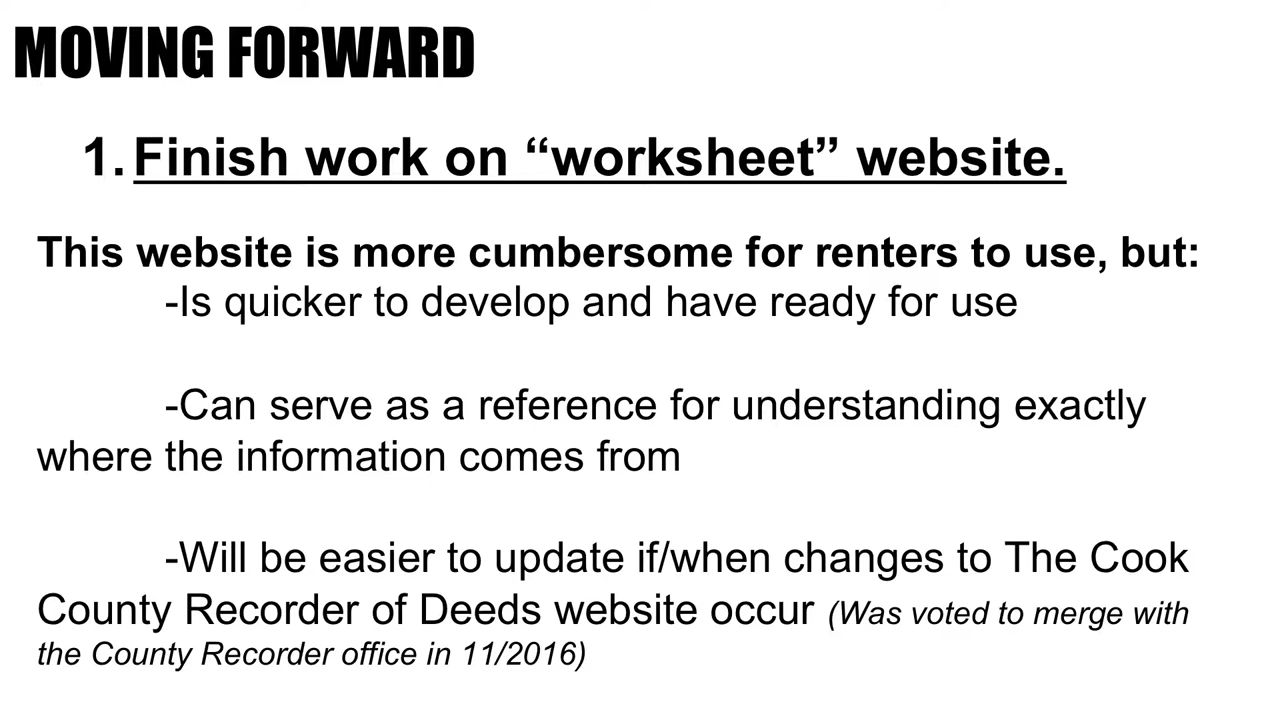 MOVING FORWARD
1. Finish work on “worksheet” website.
This website is more cumbersome for renters to use, but:
-Is quicker to develop and have ready for use
-Can serve as a reference for understanding exactly
where the information comes from
-Will be easier to update if/when changes to The Cook
County Recorder of Deeds website occur (Was voted to merge with
the County Recorder office in 11/2016)